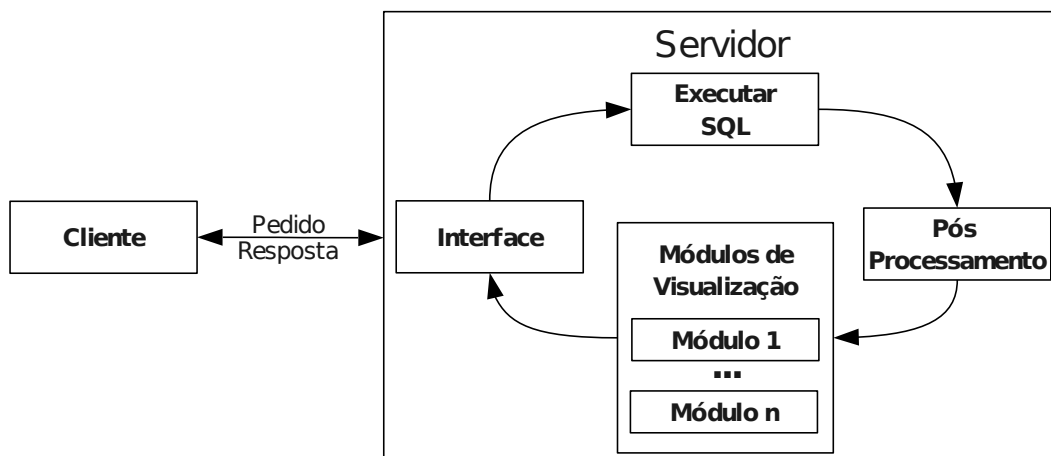 Servidor
Executar
SQL
Cliente
Pedido
Resposta
Interface
Pós
Processamento
Módulos de
Visualização
Módulo 1
...
Módulo n